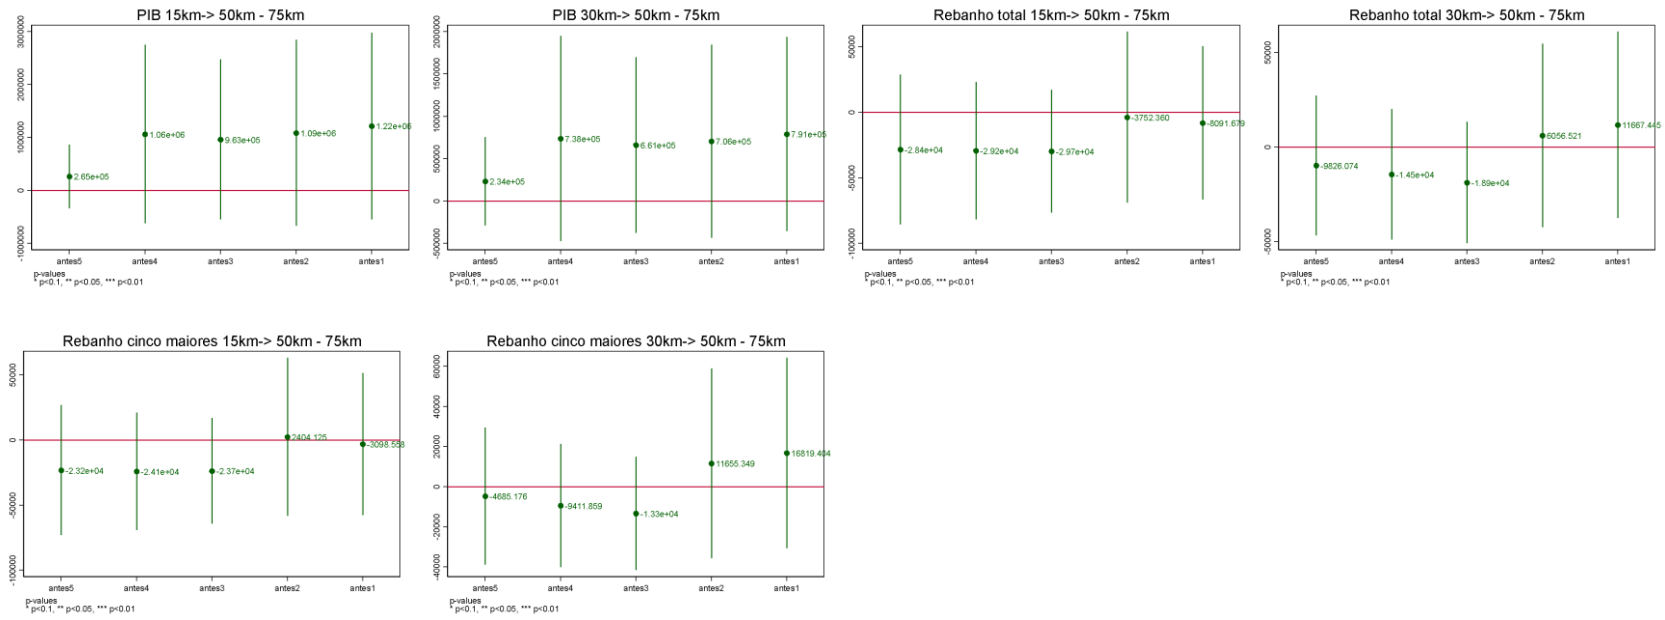 PIB 15km-> 50km - 75km
3000000
2000000
1000000
0
-1000000
2.65e+05
1.06e+06
9.63e+05
1.09e+06
1.22e+06
antes5 antes4 antes3 antes2 antes1
p-values
* p<0.1, ** p<0.05, *** p<0.01
PIB 30km-> 50km - 75km
2000000
1500000
1000000
500000
0
-500000
2.34e+05
7.38e+05
6.61e+05
7.06e+05
7.91e+05
antes5 antes4 antes3 antes2 antes1
p-values
* p<0.1, ** p<0.05, *** p<0.01
Rebanho total 15km-> 50km - 75km
50000
0
-50000
-100000
-2.84e+04
-2.92e+04
-2.97e+04
-3752.360
-8091.679
antes5 antes4 antes3 antes2 antes1
p-values
* p<0.1, ** p<0.05, *** p<0.01
Rebanho total 30km-> 50km - 75km
50000
0
-50000
-9826.074
-1.45e+04
-1.89e+04
6056.521
11667.445
antes5 antes4 antes3 antes2 antes1
p-values
* p<0.1, ** p<0.05, *** p<0.01
Rebanho cinco maiores 15km-> 50km - 75km
50000
0
-50000
-100000
-2.32e+04
-2.41e+04
-2.37e+04
2404.125
-3098.558
antes5 antes4 antes3 antes2 antes1
p-values
* p<0.1, ** p<0.05, *** p<0.01
Rebanho cinco maiores 30km-> 50km - 75km
60000
40000
20000
0
-20000
-40000
-4685.176
-9411.859
-1.33e+04
11655.349
16819.404
antes5 antes4 antes3 antes2 antes1
p-values
* p<0.1, ** p<0.05, *** p<0.01